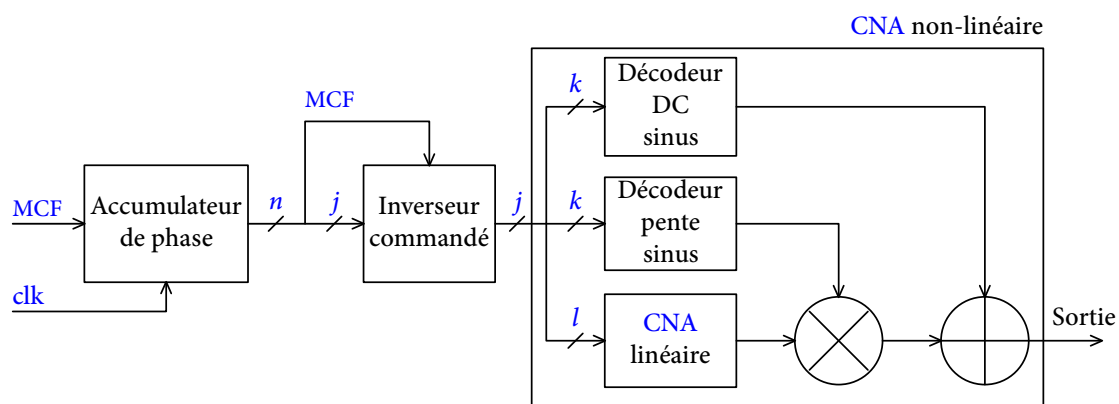 CNA non-linéaire
k
Décodeur
DC
sinus
MCF
MCF
Accumulateur
de phase
n
j
Inverseur
commandé
j
k
Décodeur
pente
sinus
clk
l
CNA
linéaire
Sortie